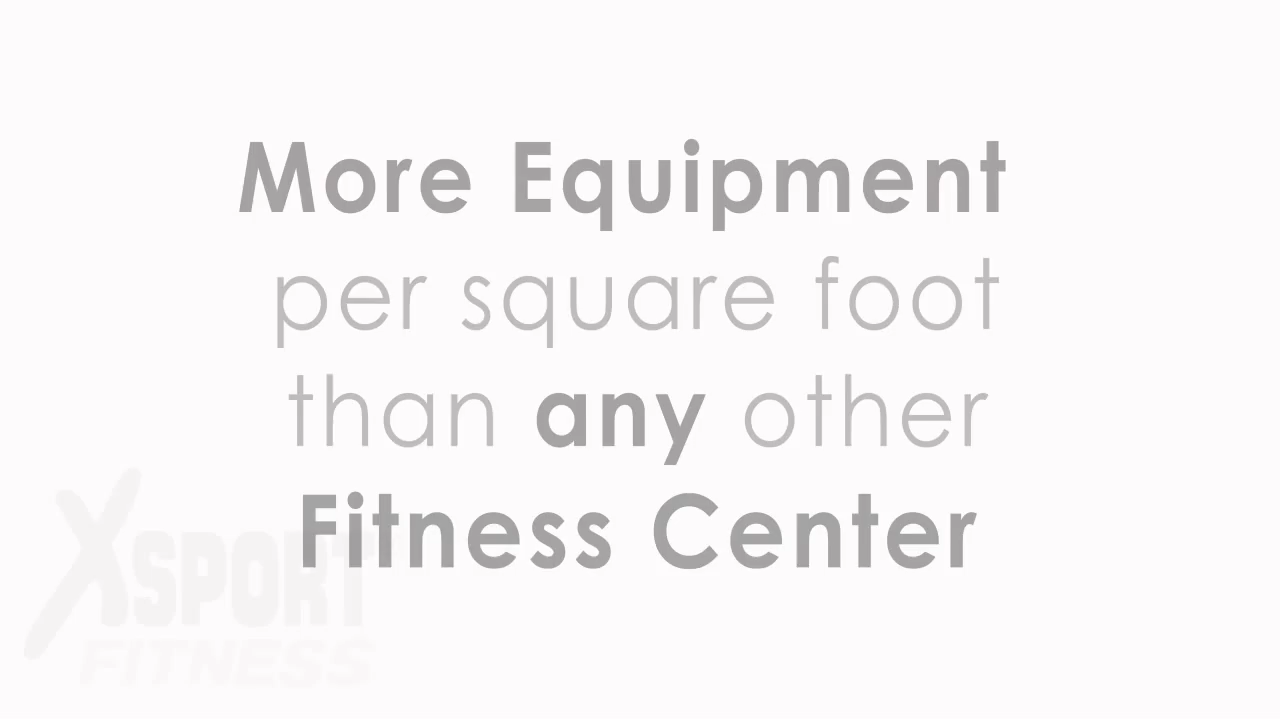 More Equipment
per square foot
than any other
Fitness Center
XSPORT
FITNESS